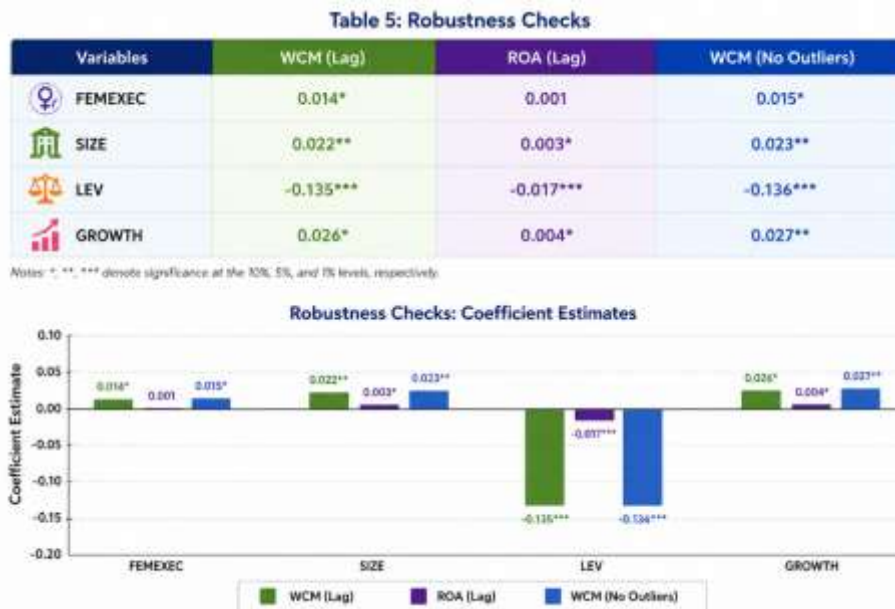 Table 5: Robustness Checks
Variables WCM (Lag) ROA (Lag) WCM (No Outliers)
FEMEXEC 0.014* 0.001 0.015*
SIZE 0.022** 0.003* 0.023**
LEV -0.135*** -0.017*** -0.136***
GROWTH 0.026* 0.004* 0.027**
Notes: *, **, *** denote significance at the 10%, 5%, and 1% levels, respectively.
Robustness Checks: Coefficient Estimates
Coefficient Estimate
0.10
0.05
0.00
-0.05
-0.10
-0.15
-0.20
0.014* 0.001 0.015*
0.022** 0.003* 0.023**
-0.135*** -0.017*** -0.136***
0.026* 0.004* 0.027**
FEMEXEC SIZE LEV GROWTH
WCM (Lag) ROA (Lag) WCM (No Outliers)